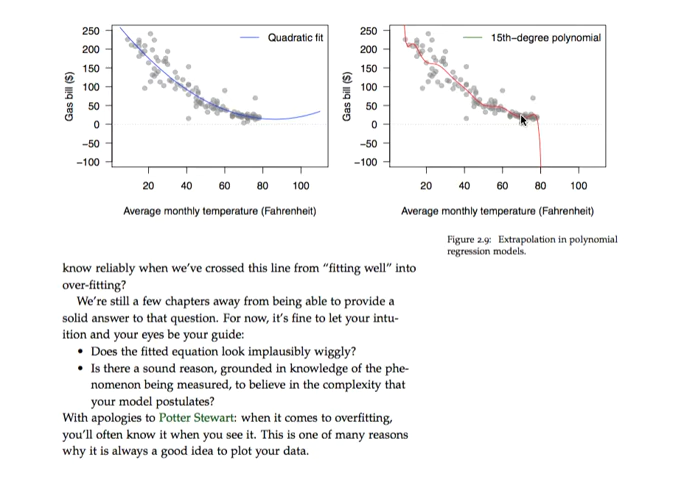 250
200
150
100
50
0
−50
−100
Gas bill ($)
Quadratic fit
20 40 60 80 100
Average monthly temperature (Fahrenheit)
250
200
150
100
50
0
−50
−100
Gas bill ($)
15th−degree polynomial
20 40 60 80 100
Average monthly temperature (Fahrenheit)
Figure 2.9: Extrapolation in polynomial
regression models.
know reliably when we've crossed this line from “fitting well” into
over-fitting?
We're still a few chapters away from being able to provide a
solid answer to that question. For now, it's fine to let your intu-
ition and your eyes be your guide:
• Does the fitted equation look implausibly wiggly?
• Is there a sound reason, grounded in knowledge of the phe-
nomenon being measured, to believe in the complexity that
your model postulates?
With apologies to Potter Stewart: when it comes to overfitting,
you'll often know it when you see it. This is one of many reasons
why it is always a good idea to plot your data.